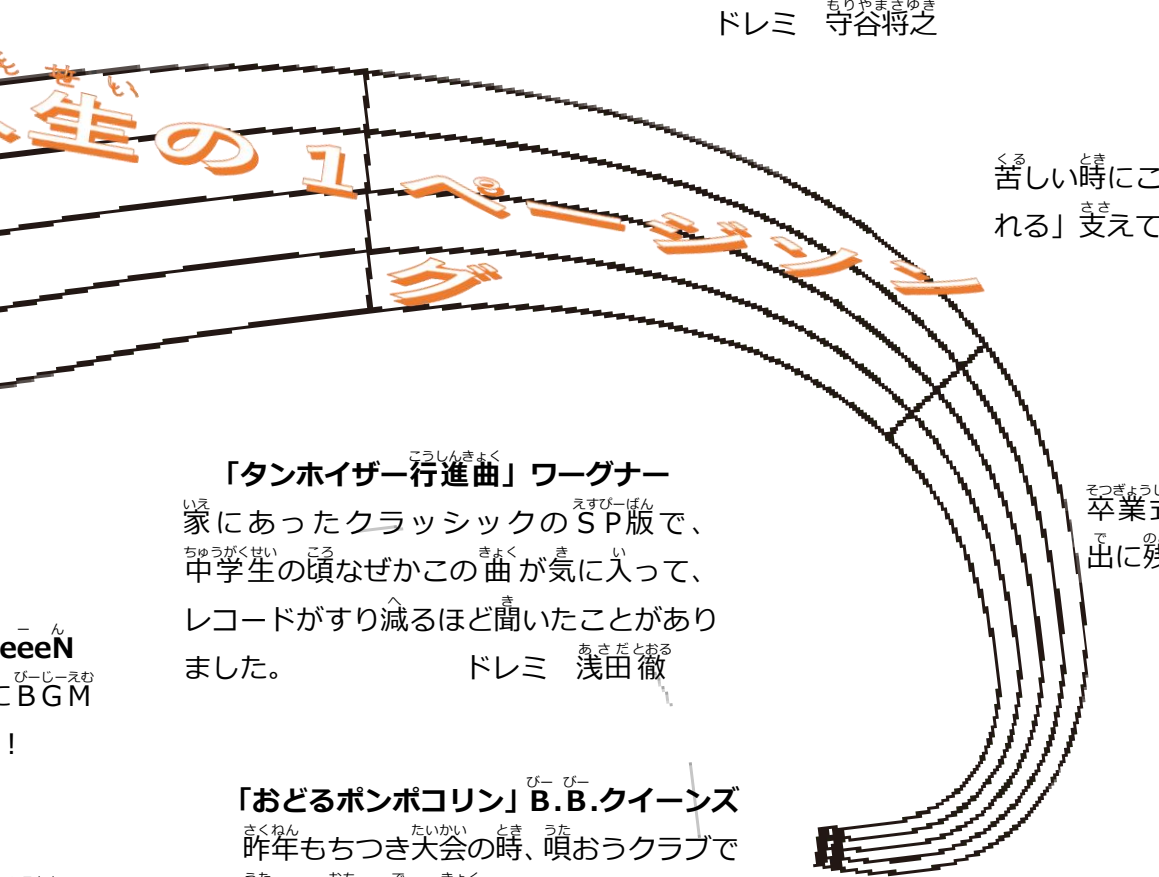 ドレミ　守谷将之
生の１ページソング
苦しい時にこ
れる」支えて
「タンホイザー行進曲」ワーグナー
家にあったクラッシックのＳＰ版で、
中学生の頃なぜかこの曲が気に入って、
レコードがすり減るほど聞いたことがあり
ました。　ドレミ　浅田徹
卒業式
出に残
eeeN
にＢＧＭ
！
「おどるポンポコリン」B.B.クイーンズ
昨年もちつき大会の時、唄おうクラブで